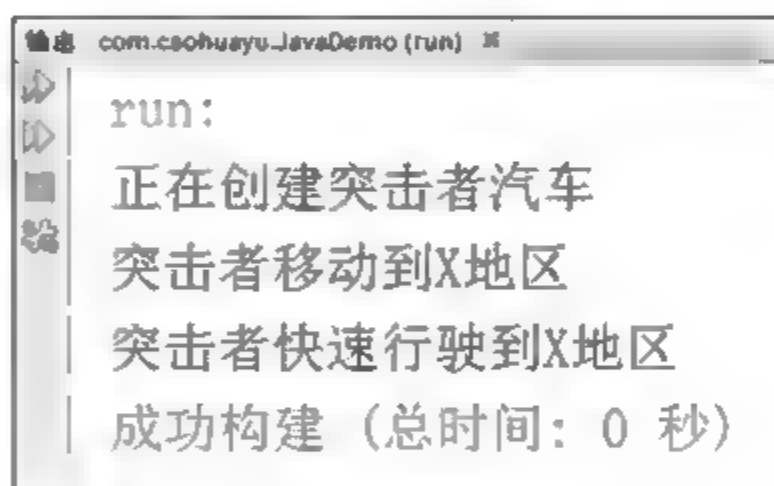 输出 com.caohuayu.JavaDemo (run)
run:
正在创建突击者汽车
突击者移动到X地区
突击者快速行驶到X地区
成功构建 (总时间: 0 秒)